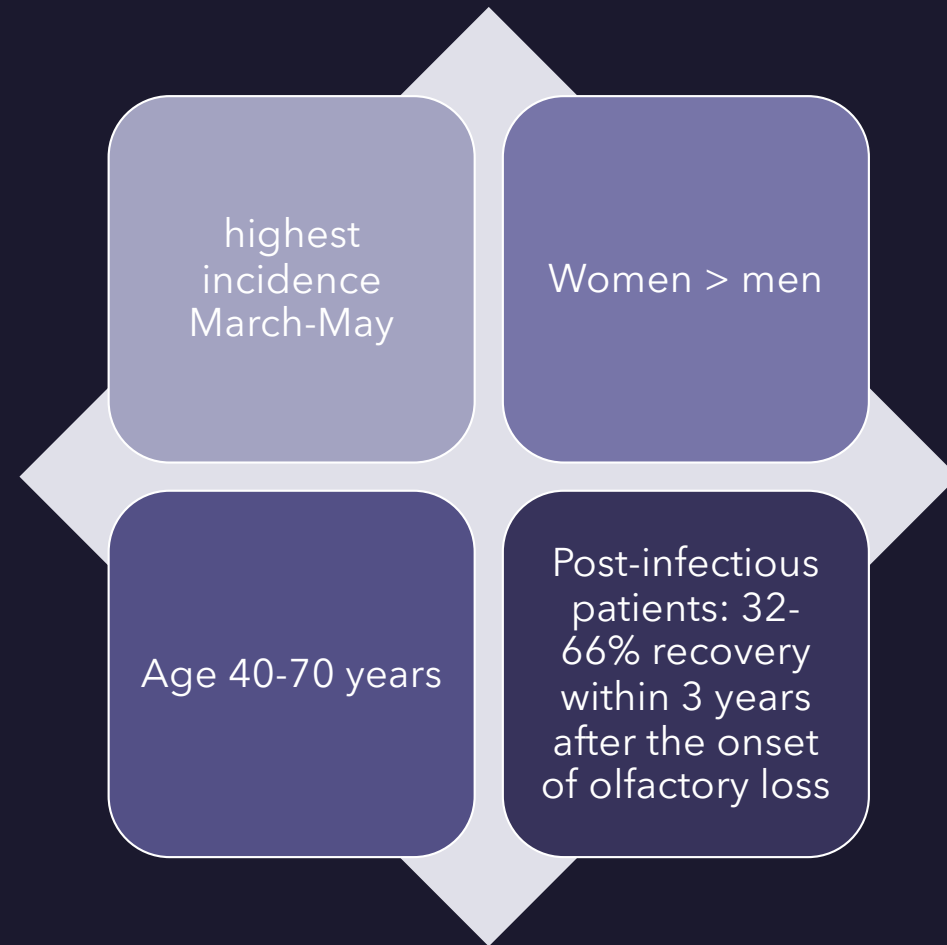 highest
incidence
March-May
Women > men
Age 40-70 years
Post-infectious
patients: 32-
66% recovery
within 3 years
after the onset
of olfactory loss